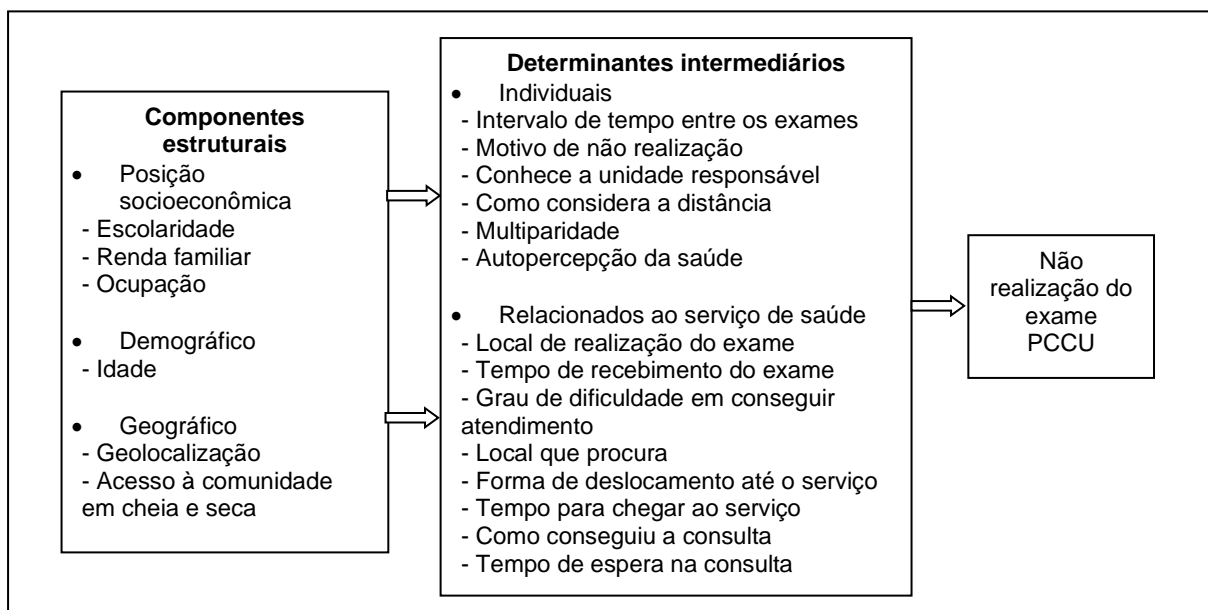 Componentes
estruturais
• Posição
socioeconômica
- Escolaridade
- Renda familiar
- Ocupação
• Demográfico
- Idade
• Geográfico
- Geolocalização
- Acesso à comunidade
em cheia e seca
Determinantes intermediários
• Individuais
- Intervalo de tempo entre os exames
- Motivo de não realização
- Conhece a unidade responsável
- Como considera a distância
- Multiparidade
- Autopercepção da saúde
• Relacionados ao serviço de saúde
- Local de realização do exame
- Tempo de recebimento do exame
- Grau de dificuldade em conseguir
atendimento
- Local que procura
- Forma de deslocamento até o serviço
- Tempo para chegar ao serviço
- Como conseguiu a consulta
- Tempo de espera na consulta
Não
realização do
exame
PCCU